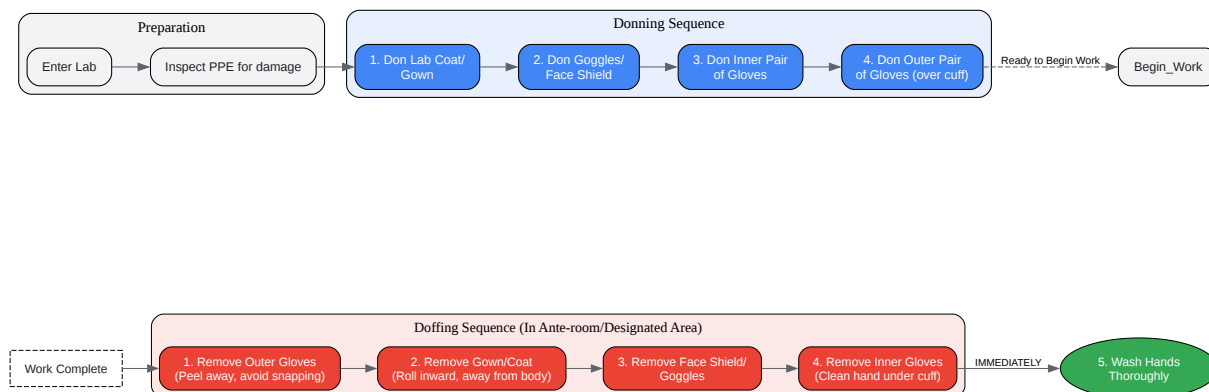 Preparation
Enter Lab
Inspect PPE for damage
Donning Sequence
1. Don Lab Coat/
Gown
2. Don Goggles/
Face Shield
3. Don Inner Pair
of Gloves
4. Don Outer Pair
of Gloves (over cuff)
Ready to Begin Work
Begin_Work
Doffing Sequence (In Ante-room/Designated Area)
Work Complete
1. Remove Outer Gloves
(Peel away, avoid snapping)
2. Remove Gown/Coat
(Roll inward, away from body)
3. Remove Face Shield/
Goggles
4. Remove Inner Gloves
(Clean hand under cuff)
IMMEDIATELY
5. Wash Hands
Thoroughly